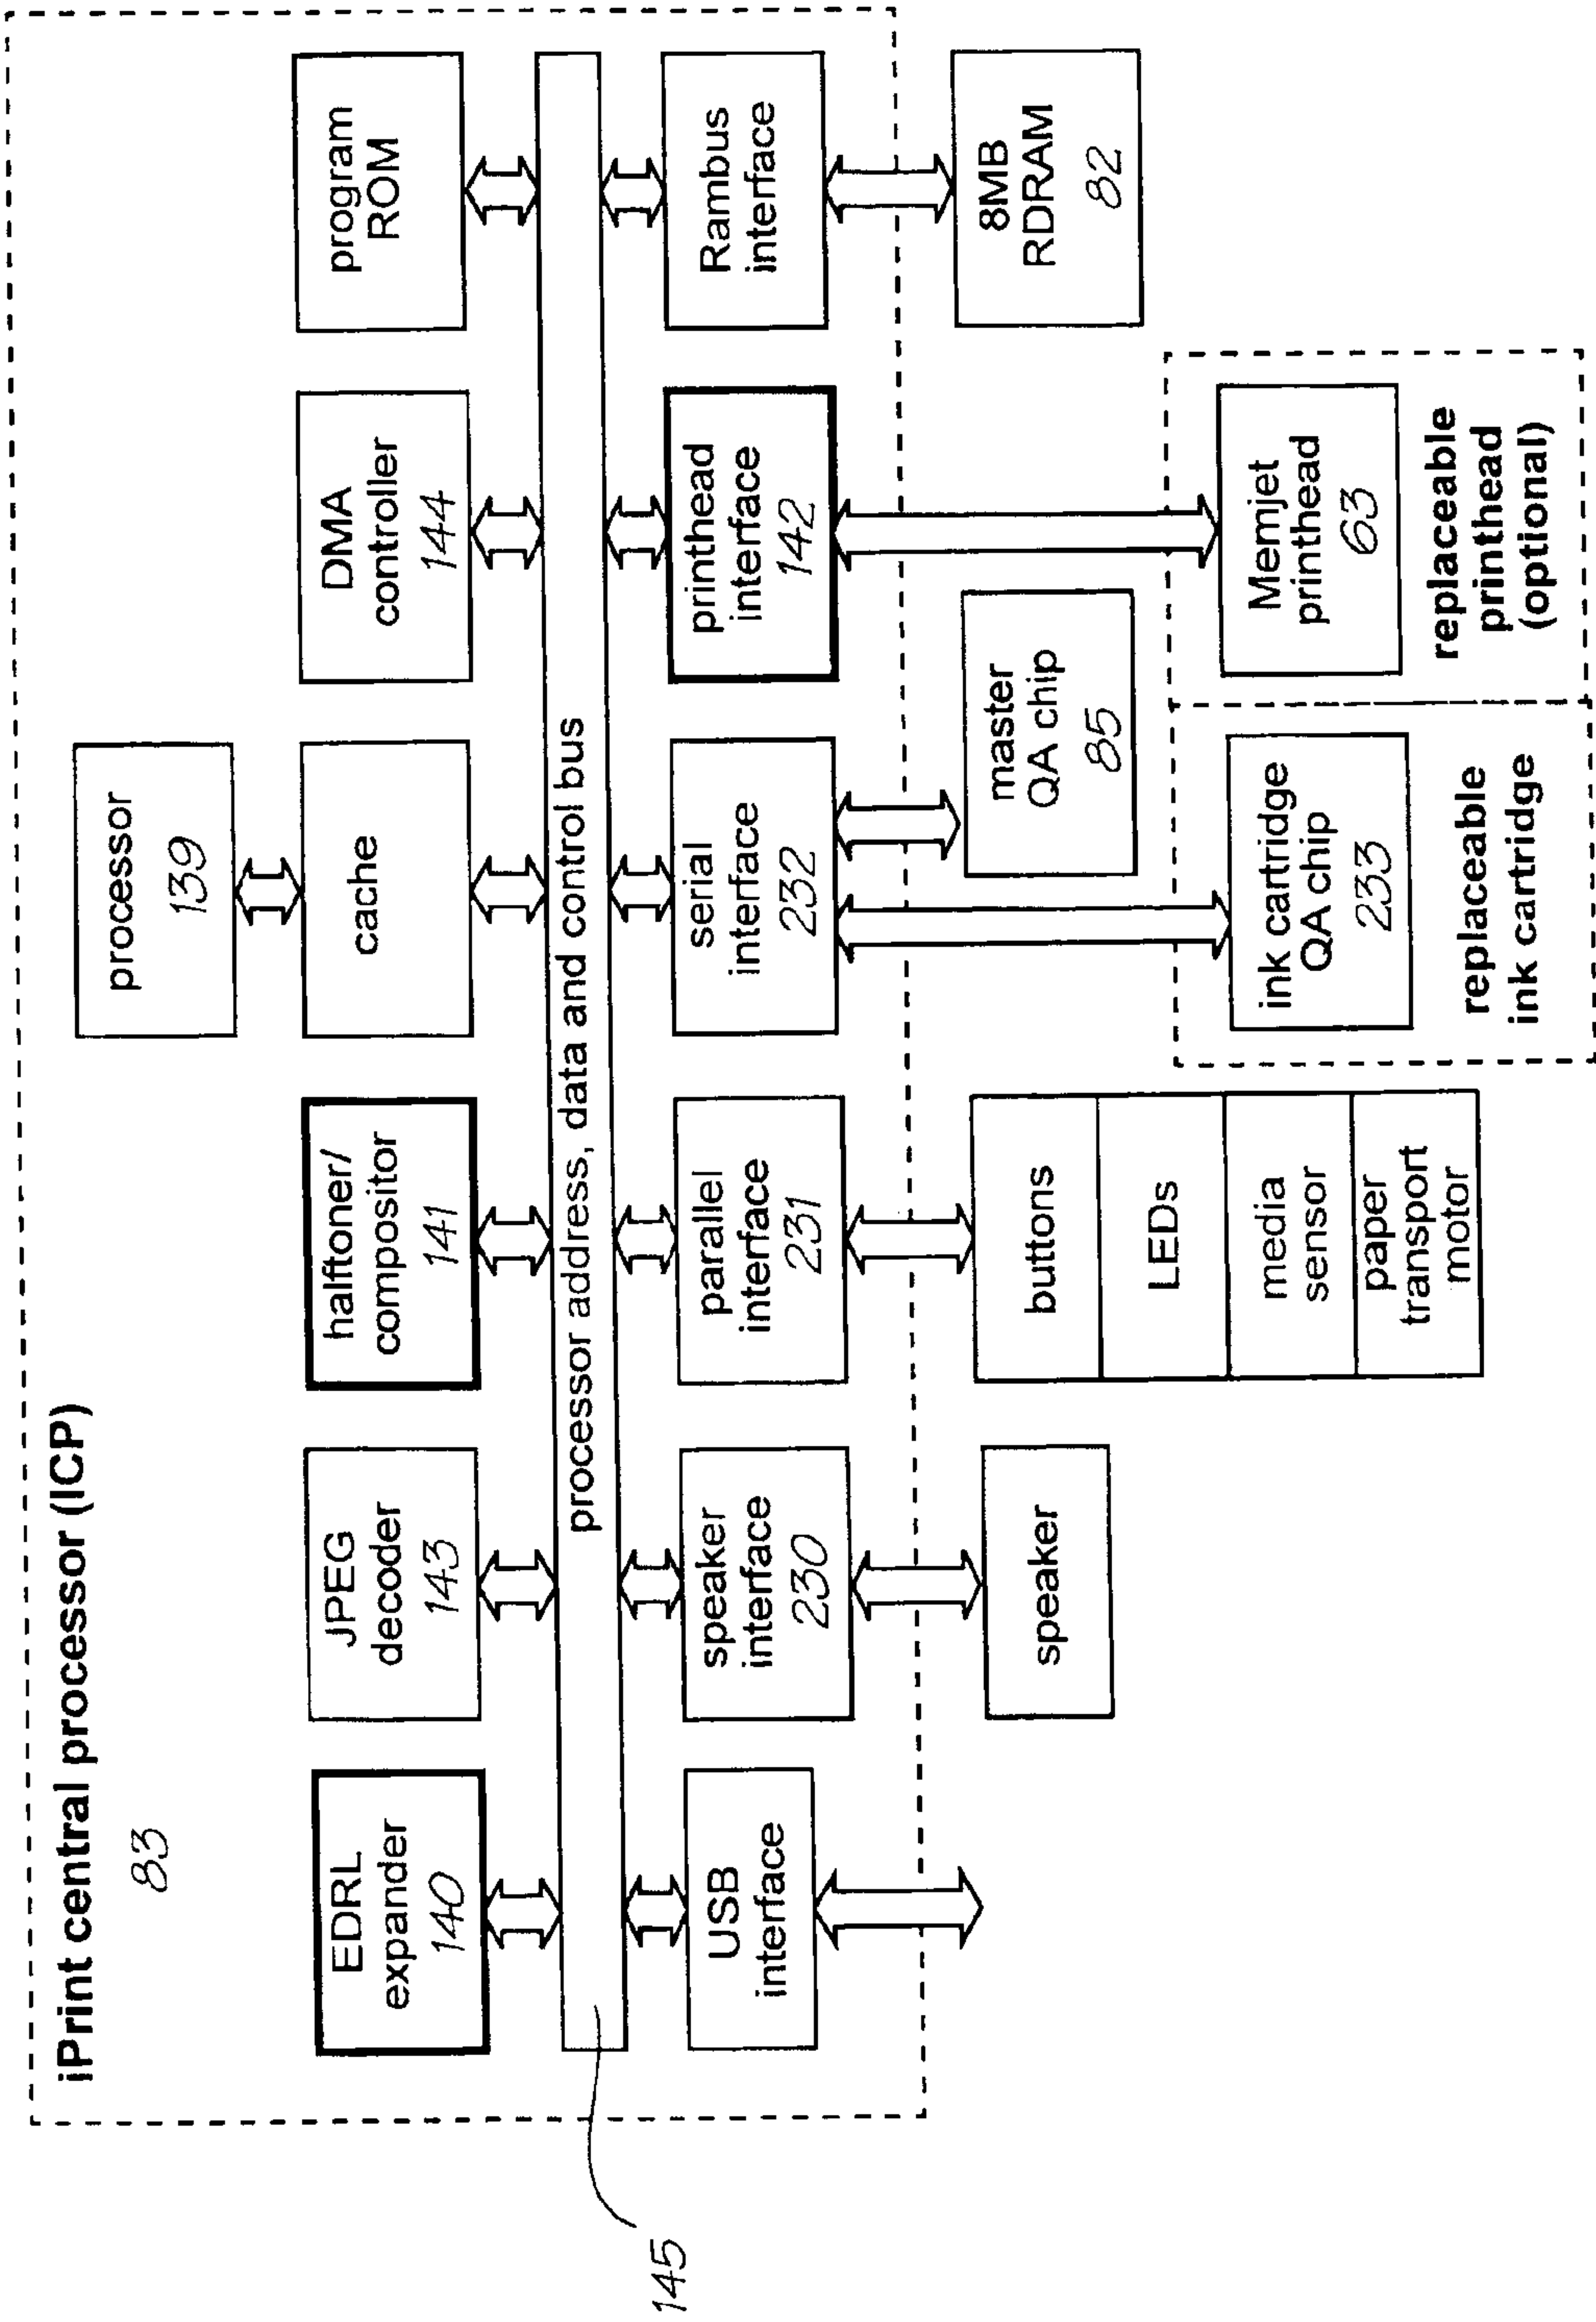 iPrint central processor (ICP)
83
processor
139
EDRL
expander
140
JPEG
decoder
143
halftoner/
compositor
141
cache
DMA
controller
144
program
ROM
processor address, data and control bus
145
USB
interface
speaker
interface
230
parallel
interface
231
serial
interface
232
printhead
interface
142
Rambus
interface
speaker
buttons
LEDs
media
sensor
paper
transport
motor
master
QA chip
85
8MB
RDRAM
82
ink cartridge
QA chip
233
replaceable
ink cartridge
Memjet
printhead
63
replaceable
printhead
(optional)